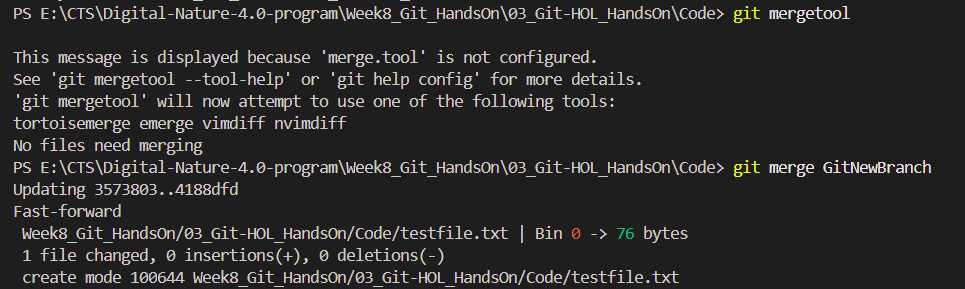 PS E:\CTS\Digital-Nature-4.0-program\Week8_Git_HandsOn\03_Git-HOL_HandsOn\Code> git mergetool
This message is displayed because 'merge.tool' is not configured.
See 'git mergetool --tool-help' or 'git help config' for more details.
'git mergetool' will now attempt to use one of the following tools:
tortoisemerge emerge vimdiff nvimdiff
No files need merging
PS E:\CTS\Digital-Nature-4.0-program\Week8_Git_HandsOn\03_Git-HOL_HandsOn\Code> git merge GitNewBranch
Updating 3573803..4188dfd
Fast-forward
 Week8_Git_HandsOn/03_Git-HOL_HandsOn/Code/testfile.txt | Bin 0 -> 76 bytes
 1 file changed, 0 insertions(+), 0 deletions(-)
 create mode 100644 Week8_Git_HandsOn/03_Git-HOL_HandsOn/Code/testfile.txt